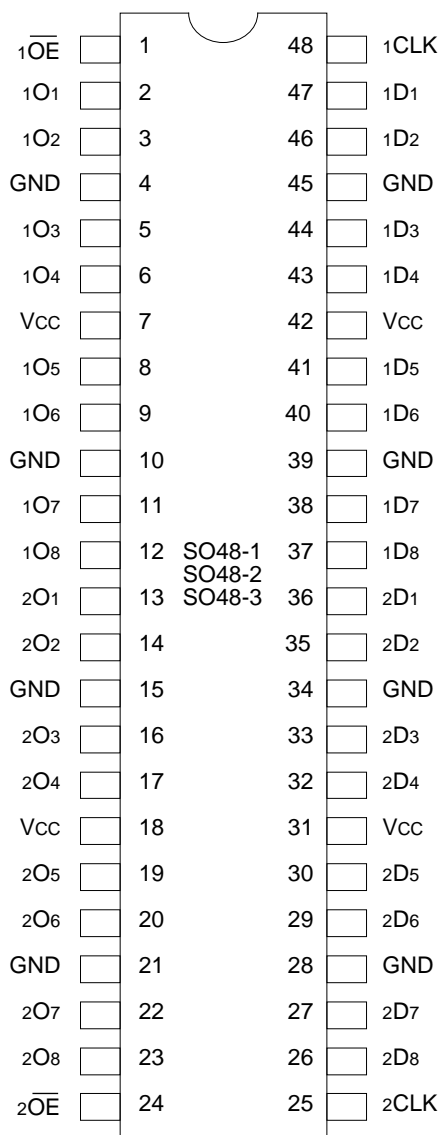 1O̅E̅ 1 48 1CLK
1O1 2 47 1D1
1O2 3 46 1D2
GND 4 45 GND
1O3 5 44 1D3
1O4 6 43 1D4
VCC 7 42 VCC
1O5 8 41 1D5
1O6 9 40 1D6
GND 10 39 GND
1O7 11 38 1D7
1O8 12 SO48-1 37 1D8
SO48-2
2O1 13 SO48-3 36 2D1
2O2 14 35 2D2
GND 15 34 GND
2O3 16 33 2D3
2O4 17 32 2D4
VCC 18 31 VCC
2O5 19 30 2D5
2O6 20 29 2D6
GND 21 28 GND
2O7 22 27 2D7
2O8 23 26 2D8
2O̅E̅ 24 25 2CLK